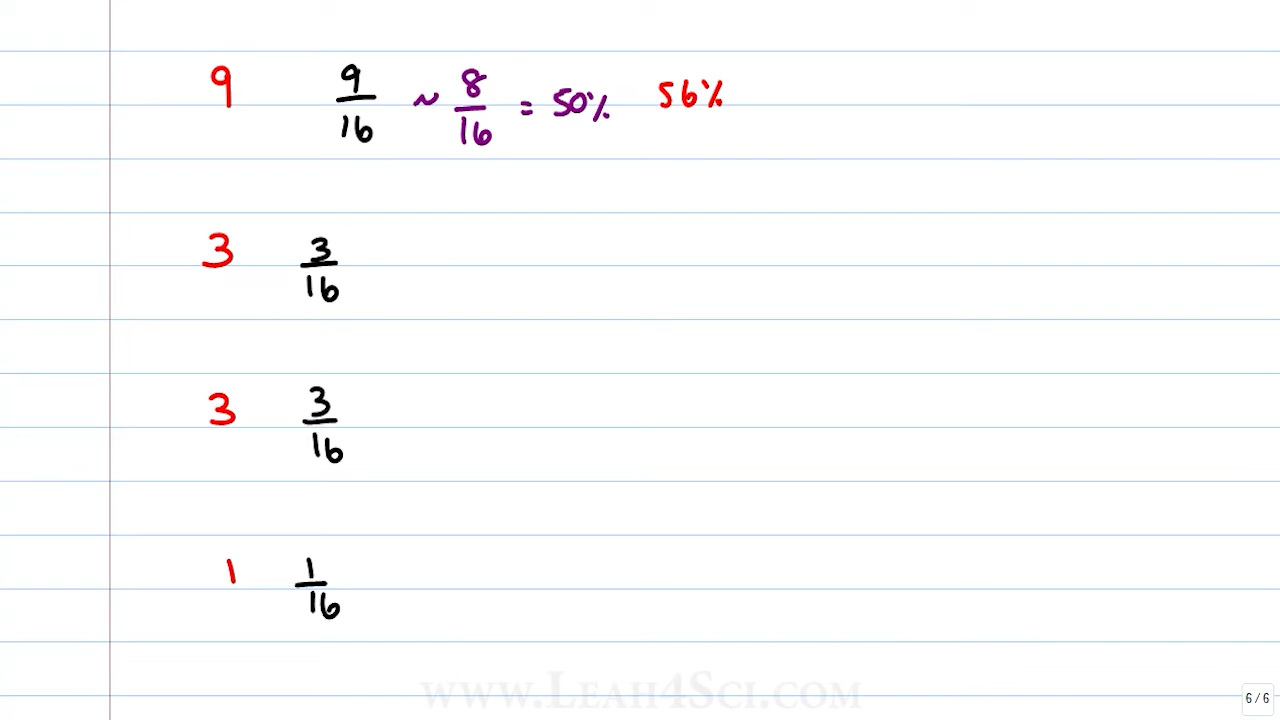 9 9/16 ~ 8/16 = 50% 56%
3 3/16
3 3/16
1 1/16
www.Leah4Sci.com
6/6